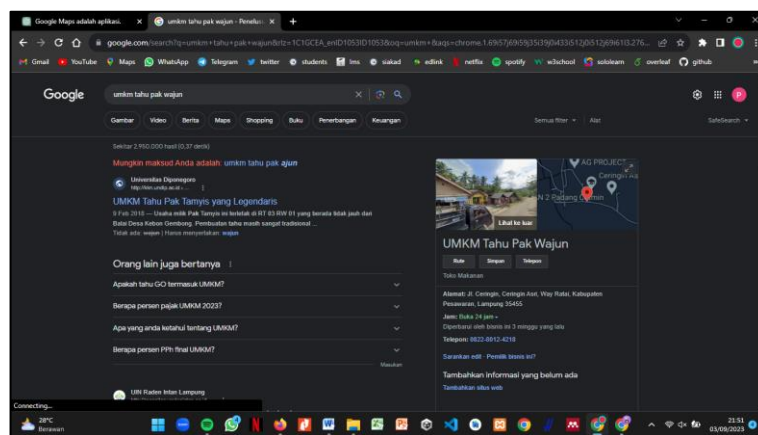 Google Maps adalah aplikasi.
umkm tahu pak wajun - Penelus
google.com/search?q=umkm+tahu+pak+wajun&rlz=1C1GCEA_enID1053ID1053&oq=umkm+
Gmail YouTube Maps WhatsApp Telegram twitter students lms siakad edlink netflix spotify w3school sololearn overleaf github
Google
umkm tahu pak wajun
Gambar Video Berita Maps Shopping Buku Penerbangan Keuangan
Semua filter Alat SafeSearch
Sekitar 2.950.000 hasil (0,37 detik)
Mungkin maksud Anda adalah: umkm tahu pak ajun
Universitas Diponegoro
UMKM Tahu Pak Tamyis yang Legendaris
9 Feb 2018 — Usaha milik Pak Tamyis ini terletak di RT 03 RW 01 yang berada tidak jauh dari
Balai Desa Kebon Gembong. Pembuatan tahu masih sangat tradisional ...
Tidak ada: wajun | Harus menyertakan: wajun
Orang lain juga bertanya
Apakah tahu GO termasuk UMKM?
Berapa persen pajak UMKM 2023?
Apa yang anda ketahui tentang UMKM?
Berapa persen PPh final UMKM?
Masukan
UIN Raden Intan Lampung
AG PROJECT
Lihat ke luar
UMKM Tahu Pak Wajun
Rute Simpan Telepon
Toko Makanan
Alamat: Jl. Ceringin, Ceringin Asri, Way Ratai, Kabupaten
Pesawaran, Lampung 35455
Jam: Buka 24 jam
Diperbarui oleh bisnis ini 3 minggu yang lalu
Telepon: 0822-8012-4218
Sarankan edit · Pemilik bisnis ini?
Tambahkan informasi yang belum ada
Tambahkan situs web
Connecting...
28°C
Berawan
21:51
03/09/2023